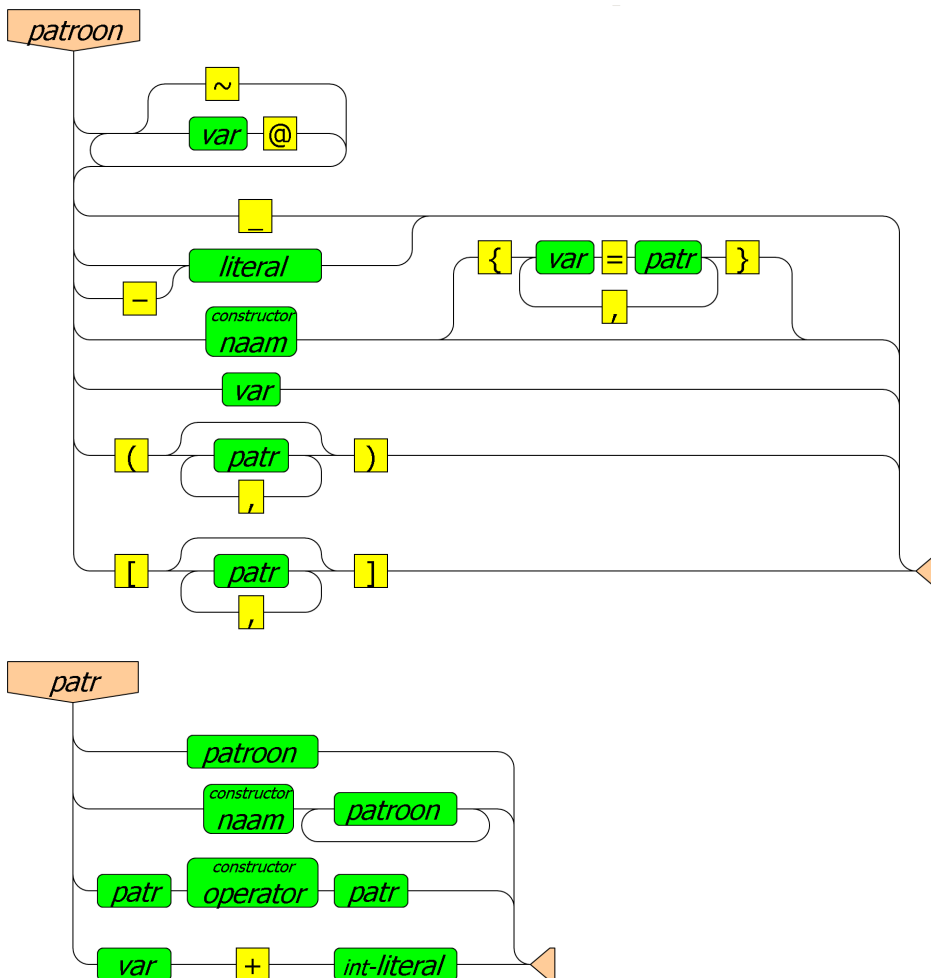 patroon
~
var @
_
literal
{ var = patr }
−
,
constructor
naam
var
( patr )
,
[ patr ]
,
patr
patroon
constructor
naam patroon
constructor
patr operator patr
var + int-literal